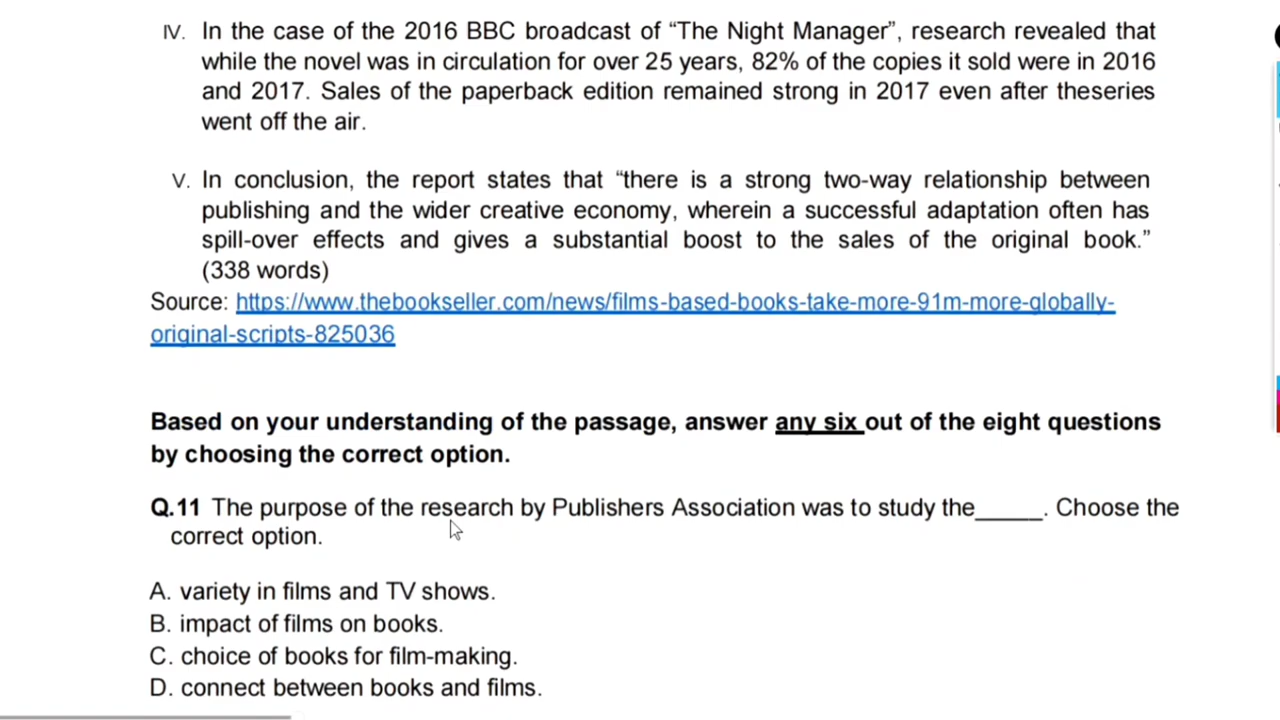 IV. In the case of the 2016 BBC broadcast of “The Night Manager”, research revealed that
while the novel was in circulation for over 25 years, 82% of the copies it sold were in 2016
and 2017. Sales of the paperback edition remained strong in 2017 even after theseries
went off the air.
V. In conclusion, the report states that “there is a strong two-way relationship between
publishing and the wider creative economy, wherein a successful adaptation often has
spill-over effects and gives a substantial boost to the sales of the original book.”
(338 words)
Source: https://www.thebookseller.com/news/films-based-books-take-more-91m-more-globally-
original-scripts-825036
Based on your understanding of the passage, answer any six out of the eight questions
by choosing the correct option.
Q.11 The purpose of the research by Publishers Association was to study the_____. Choose the
correct option.
A. variety in films and TV shows.
B. impact of films on books.
C. choice of books for film-making.
D. connect between books and films.